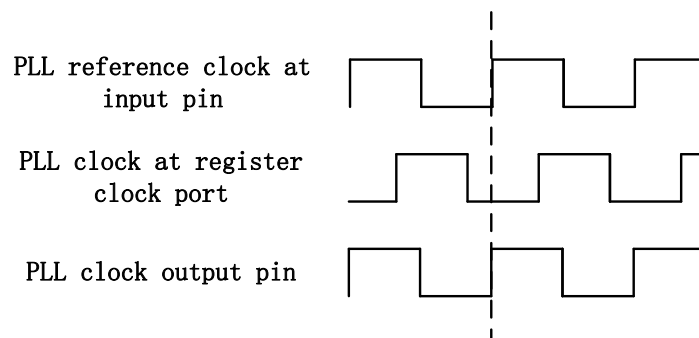 PLL reference clock at
input pin
PLL clock at register
clock port
PLL clock output pin